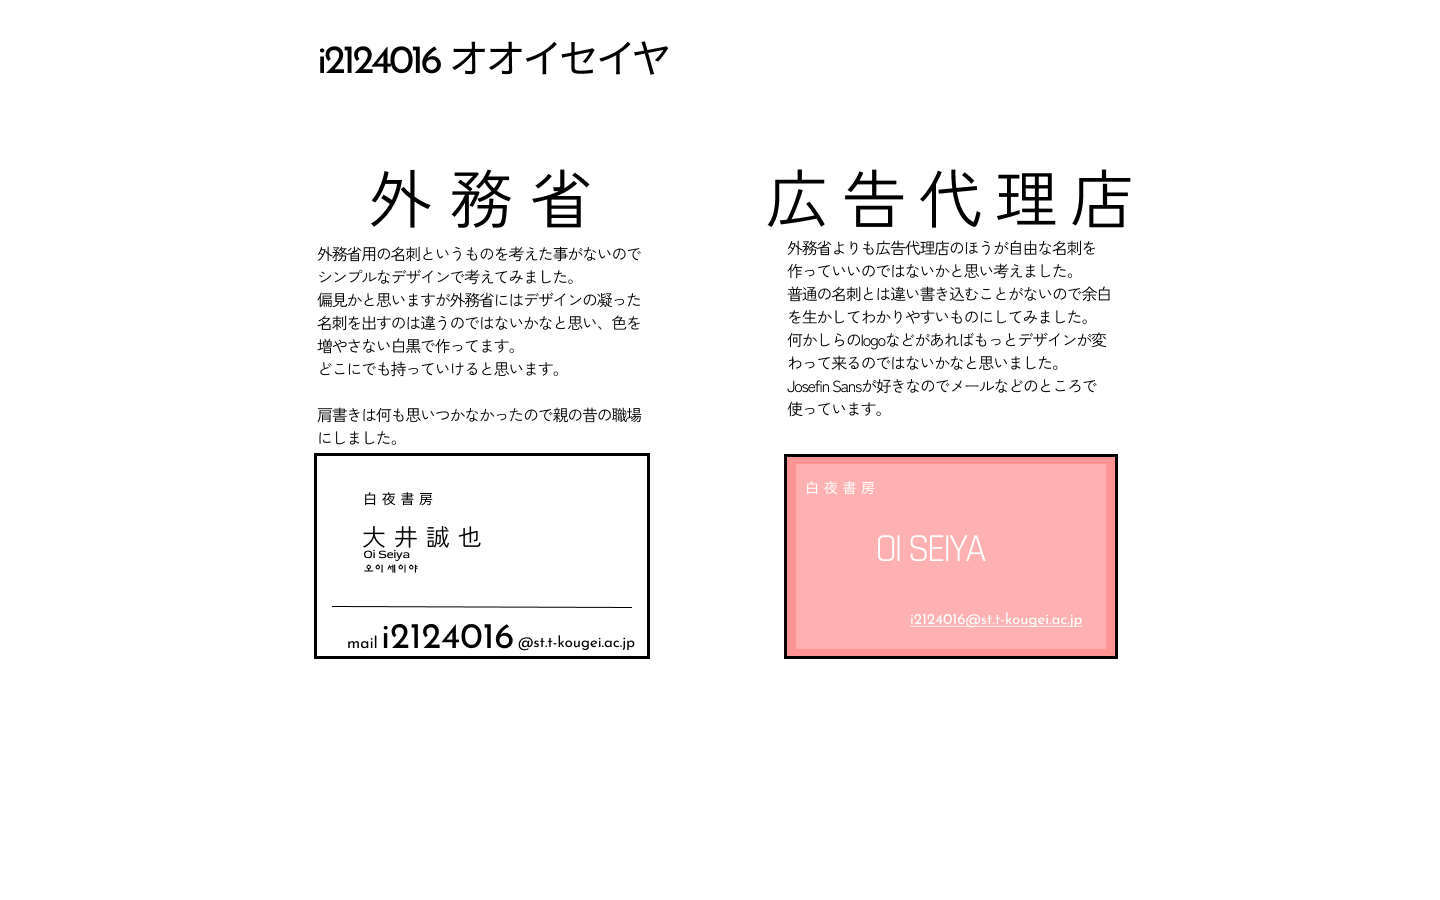 i2124016 オオイセイヤ
外務省
外務省用の名刺というものを考えた事がないので
シンプルなデザインで考えてみました。
偏見かと思いますが外務省にはデザインの凝った
名刺を出すのは違うのではないかなと思い、色を
増やさない白黒で作ってます。
どこにでも持っていけると思います。
肩書きは何も思いつかなかったので親の昔の職場
にしました。
白夜書房
大井誠也
Oi Seiya
오이 세이야
mail i2124016 @st.t-kougei.ac.jp
広告代理店
外務省よりも広告代理店のほうが自由な名刺を
作っていいのではないかと思い考えました。
普通の名刺とは違い書き込むことがないので余白
を生かしてわかりやすいものにしてみました。
何かしらのlogoなどがあればもっとデザインが変
わって来るのではないかなと思いました。
Josefin Sansが好きなのでメールなどのところで
使っています。
白夜書房
OI SEIYA
i2124016@st.t-kougei.ac.jp